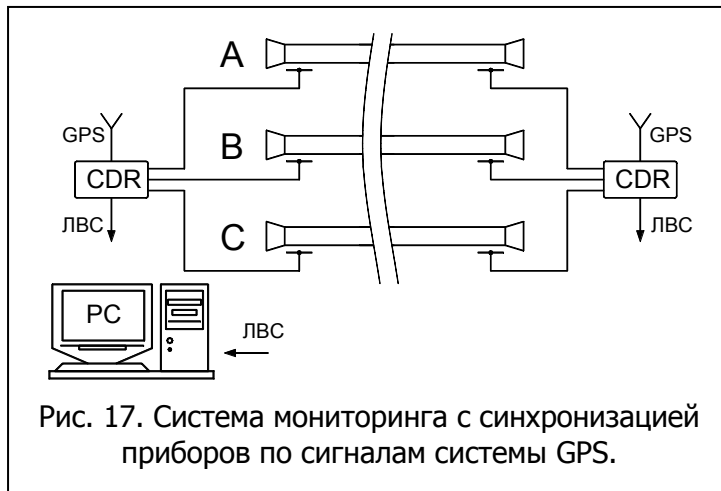 A
GPS
GPS
B
CDR
CDR
ЛВС
ЛВС
C
PC
ЛВС
Рис. 17. Система мониторинга с синхронизацией
приборов по сигналам системы GPS.